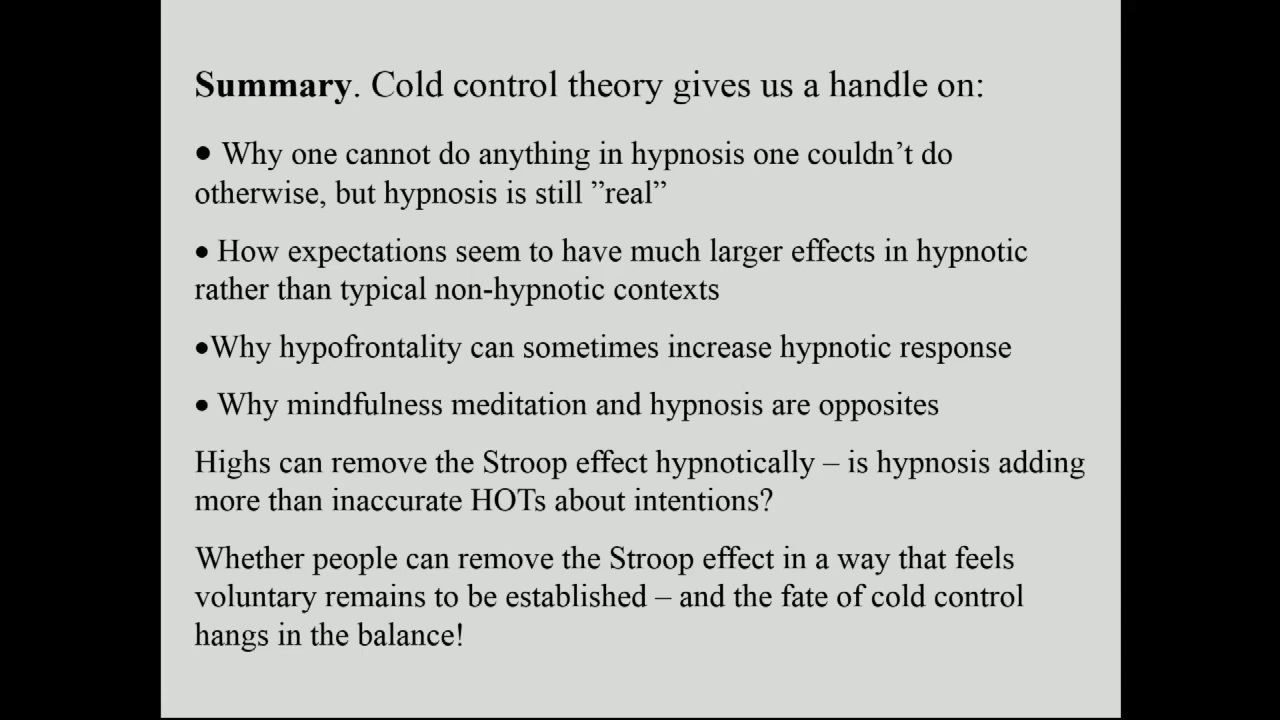 Summary. Cold control theory gives us a handle on:
• Why one cannot do anything in hypnosis one couldn’t do
otherwise, but hypnosis is still ”real”
• How expectations seem to have much larger effects in hypnotic
rather than typical non-hypnotic contexts
•Why hypofrontality can sometimes increase hypnotic response
• Why mindfulness meditation and hypnosis are opposites
Highs can remove the Stroop effect hypnotically – is hypnosis adding
more than inaccurate HOTs about intentions?
Whether people can remove the Stroop effect in a way that feels
voluntary remains to be established – and the fate of cold control
hangs in the balance!